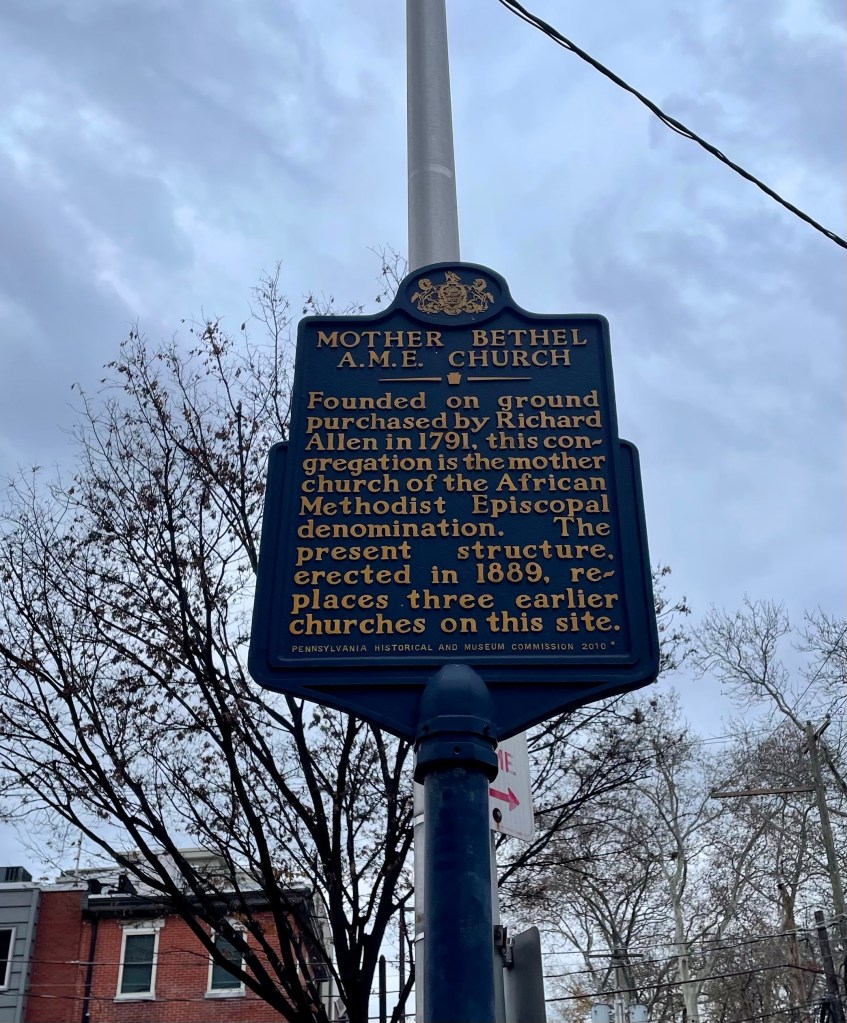 MOTHER BETHEL
A.M.E. CHURCH
Founded on ground
purchased by Richard
Allen in 1791, this con-
gregation is the mother
church of the African
Methodist Episcopal
denomination. The
present structure,
erected in 1889, re-
places three earlier
churches on this site.
PENNSYLVANIA HISTORICAL AND MUSEUM COMMISSION 2010